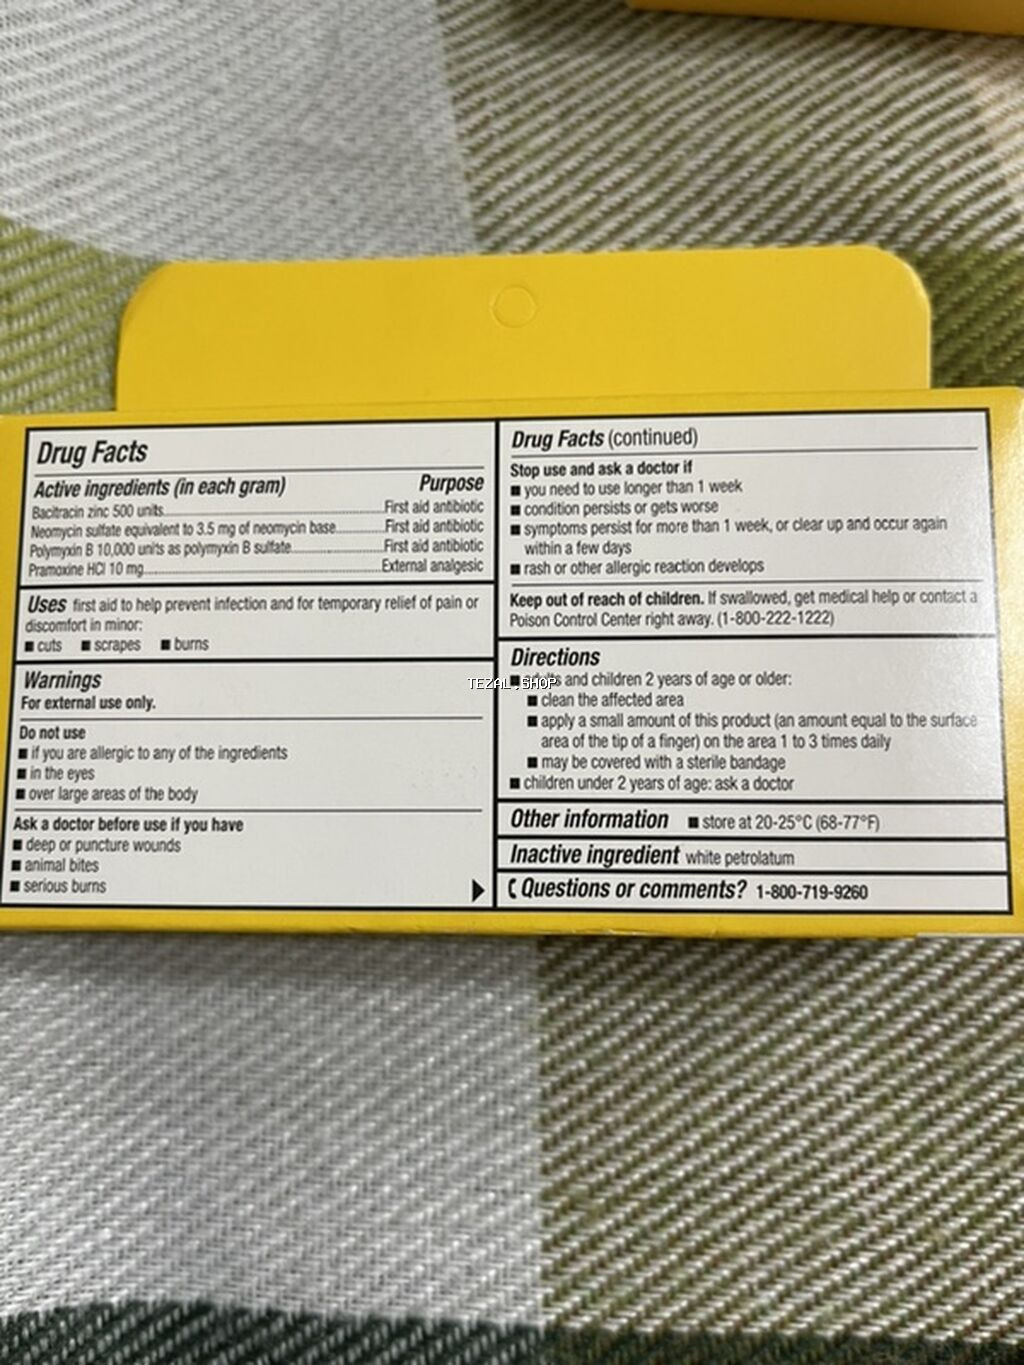 Drug Facts
Active ingredients (in each gram) Purpose
Bacitracin zinc 500 units First aid antibiotic
Neomycin sulfate equivalent to 3.5 mg of neomycin base First aid antibiotic
Polymyxin B 10,000 units as polymyxin B sulfate First aid antibiotic
Pramoxine HCl 10 mg External analgesic
Uses first aid to help prevent infection and for temporary relief of pain or
discomfort in minor:
■ cuts ■ scrapes ■ burns
Warnings
For external use only.
Do not use
■ if you are allergic to any of the ingredients
■ in the eyes
■ over large areas of the body
Ask a doctor before use if you have
■ deep or puncture wounds
■ animal bites
■ serious burns
Drug Facts (continued)
Stop use and ask a doctor if
■ you need to use longer than 1 week
■ condition persists or gets worse
■ symptoms persist for more than 1 week, or clear up and occur again
within a few days
■ rash or other allergic reaction develops
Keep out of reach of children. If swallowed, get medical help or contact a
Poison Control Center right away. (1-800-222-1222)
Directions
■ adults and children 2 years of age or older:
TEZAL.SHOP
■ clean the affected area
■ apply a small amount of this product (an amount equal to the surface
area of the tip of a finger) on the area 1 to 3 times daily
■ may be covered with a sterile bandage
■ children under 2 years of age: ask a doctor
Other information ■ store at 20-25°C (68-77°F)
Inactive ingredient white petrolatum
Questions or comments? 1-800-719-9260